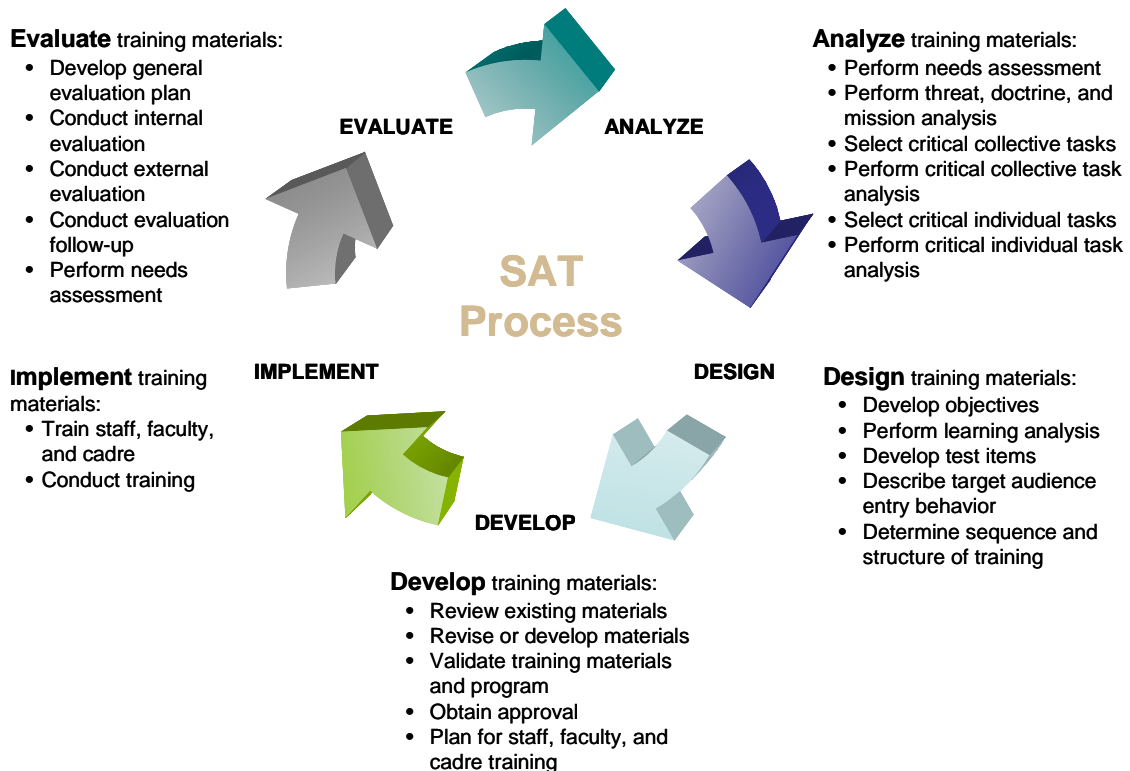 Evaluate training materials:
• Develop general
evaluation plan
• Conduct internal
evaluation
• Conduct external
evaluation
• Conduct evaluation
follow-up
• Perform needs
assessment
EVALUATE
ANALYZE
Analyze training materials:
• Perform needs assessment
• Perform threat, doctrine, and
mission analysis
• Select critical collective tasks
• Perform critical collective task
analysis
• Select critical individual tasks
• Perform critical individual task
analysis
SAT
Process
Implement training
materials:
• Train staff, faculty,
and cadre
• Conduct training
IMPLEMENT
DESIGN
Design training materials:
• Develop objectives
• Perform learning analysis
• Develop test items
• Describe target audience
entry behavior
• Determine sequence and
structure of training
DEVELOP
Develop training materials:
• Review existing materials
• Revise or develop materials
• Validate training materials
and program
• Obtain approval
• Plan for staff, faculty, and
cadre training